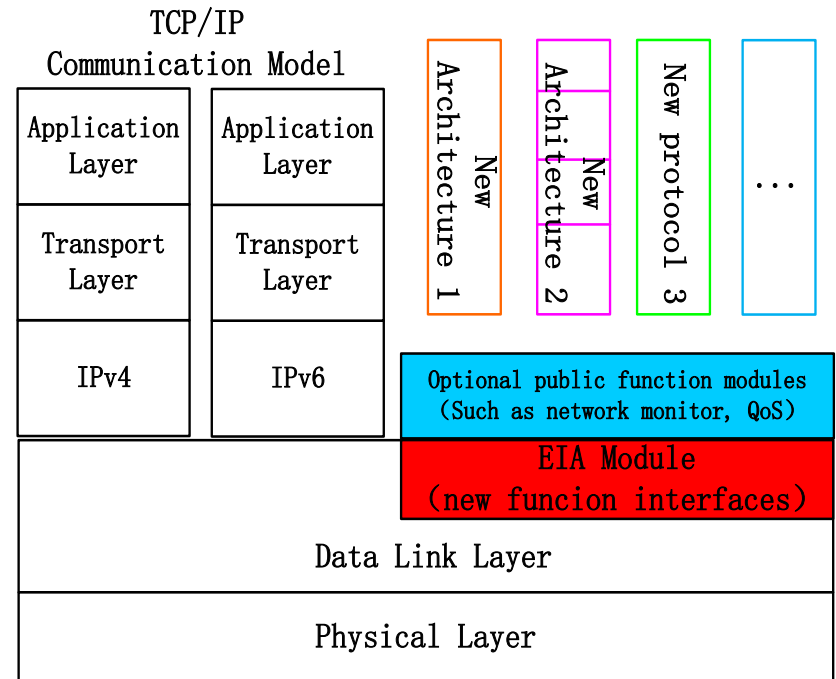 TCP/IP
Communication Model
Application
Layer
Transport
Layer
IPv4
Application
Layer
Transport
Layer
IPv6
New
Architecture 1
New
Architecture 2
New protocol 3
...
Optional public function modules
(Such as network monitor, QoS)
EIA Module
(new funcion interfaces)
Data Link Layer
Physical Layer